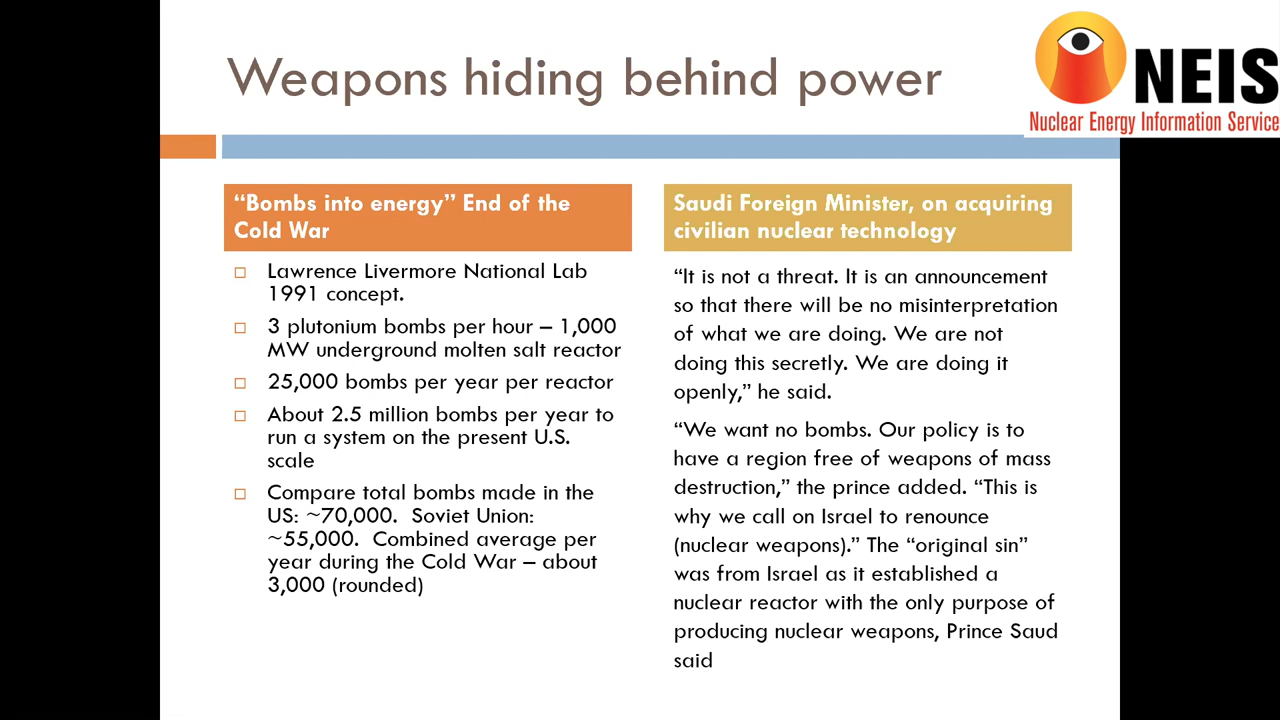 Weapons hiding behind power
NEIS
Nuclear Energy Information Service
“Bombs into energy” End of the
Cold War
Lawrence Livermore National Lab
1991 concept.
3 plutonium bombs per hour – 1,000
MW underground molten salt reactor
25,000 bombs per year per reactor
About 2.5 million bombs per year to
run a system on the present U.S.
scale
Compare total bombs made in the
US: ~70,000.  Soviet Union:
~55,000.  Combined average per
year during the Cold War – about
3,000 (rounded)
Saudi Foreign Minister, on acquiring
civilian nuclear technology
“It is not a threat. It is an announcement
so that there will be no misinterpretation
of what we are doing. We are not
doing this secretly. We are doing it
openly,” he said.
“We want no bombs. Our policy is to
have a region free of weapons of mass
destruction,” the prince added. “This is
why we call on Israel to renounce
(nuclear weapons).” The “original sin”
was from Israel as it established a
nuclear reactor with the only purpose of
producing nuclear weapons, Prince Saud
said